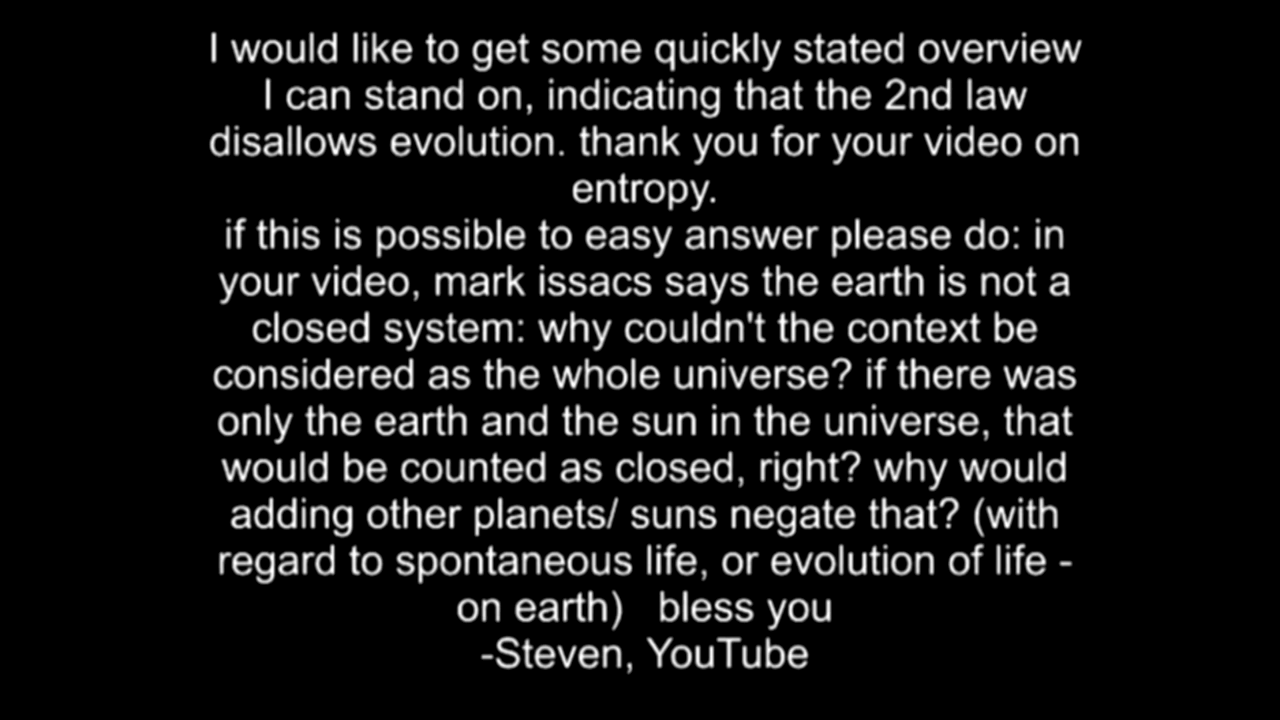 I would like to get some quickly stated overview
I can stand on, indicating that the 2nd law
disallows evolution. thank you for your video on
entropy.
if this is possible to easy answer please do: in
your video, mark issacs says the earth is not a
closed system: why couldn't the context be
considered as the whole universe? if there was
only the earth and the sun in the universe, that
would be counted as closed, right? why would
adding other planets/ suns negate that? (with
regard to spontaneous life, or evolution of life -
on earth)   bless you
-Steven, YouTube